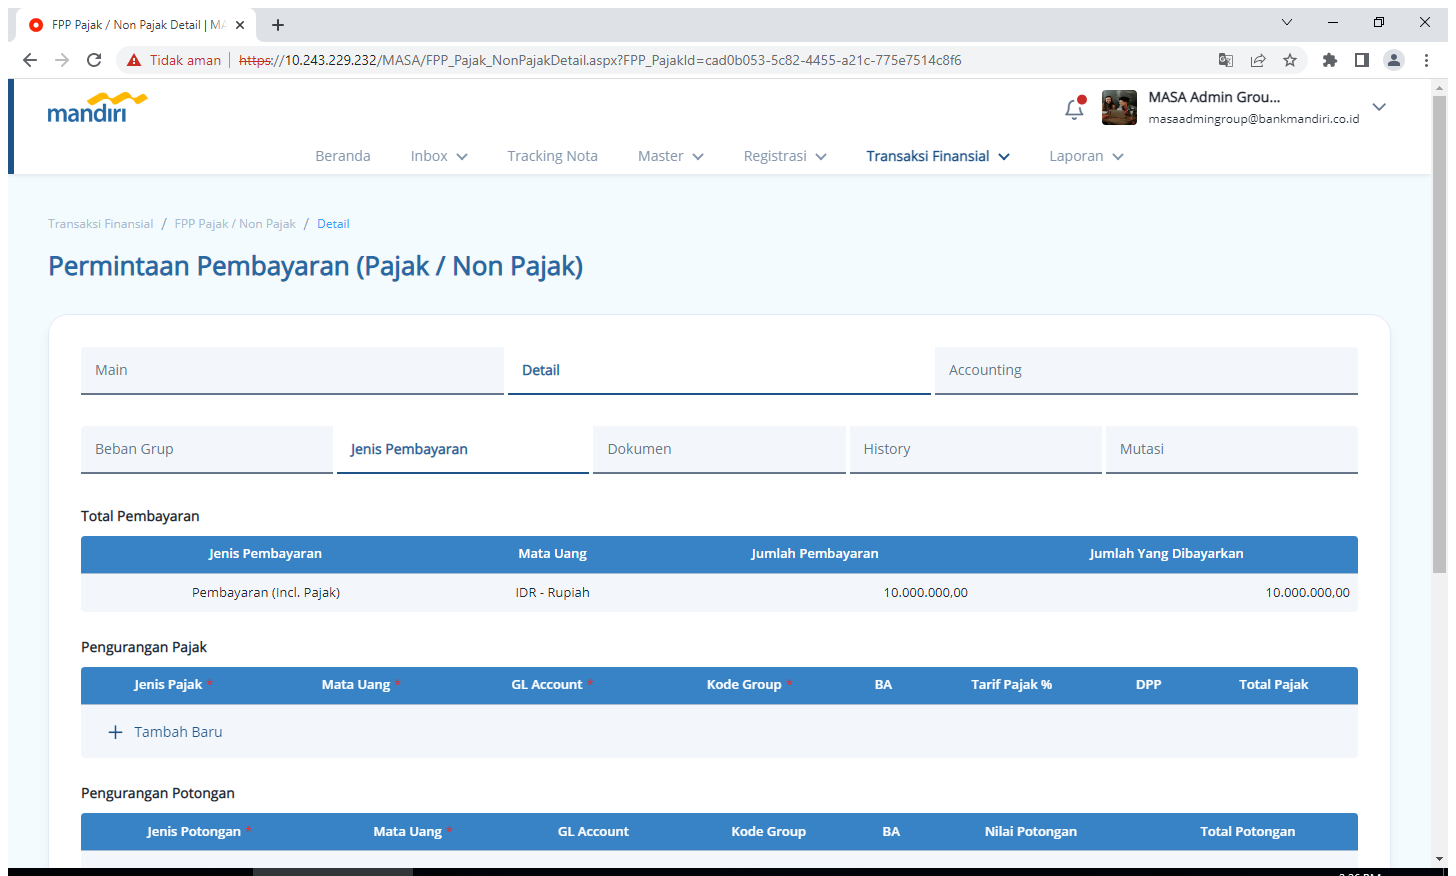 FPP Pajak / Non Pajak Detail | MA
Tidak aman https://10.243.229.232/MASA/FPP_Pajak_NonPajakDetail.aspx?FPP_PajakId=cad0b053-5c82-4455-a21c-775e7514c8f6
mandiri
MASA Admin Grou...
masaadmingroup@bankmandiri.co.id
Beranda Inbox Tracking Nota Master Registrasi Transaksi Finansial Laporan
Transaksi Finansial / FPP Pajak / Non Pajak / Detail
Permintaan Pembayaran (Pajak / Non Pajak)
Main Detail Accounting
Beban Grup Jenis Pembayaran Dokumen History Mutasi
Total Pembayaran
Jenis Pembayaran Mata Uang Jumlah Pembayaran Jumlah Yang Dibayarkan
Pembayaran (Incl. Pajak) IDR - Rupiah 10.000.000,00 10.000.000,00
Pengurangan Pajak
Jenis Pajak * Mata Uang * GL Account * Kode Group * BA Tarif Pajak % DPP Total Pajak
+ Tambah Baru
Pengurangan Potongan
Jenis Potongan * Mata Uang * GL Account Kode Group BA Nilai Potongan Total Potongan